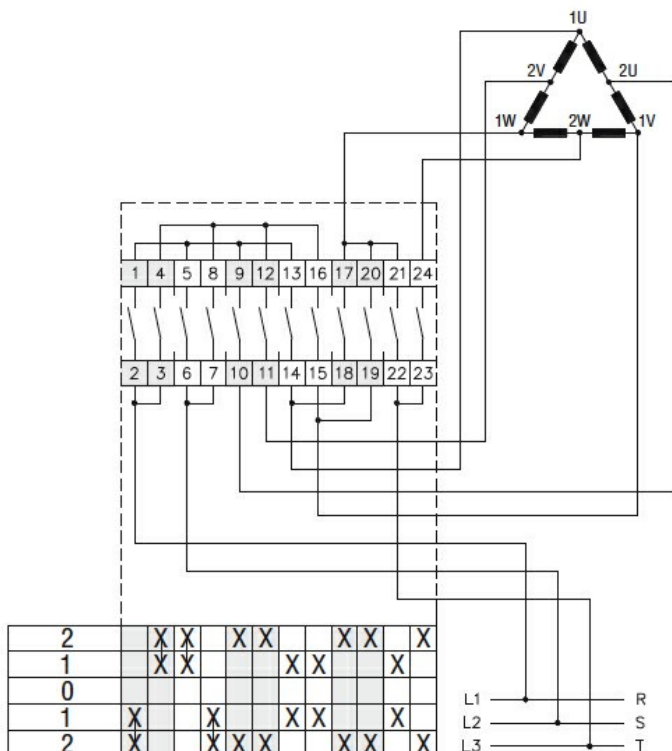 1U
2V 2U
1W 2W 1V
1 4 5 8 9 12 13 16 17 20 21 24
2 3 6 7 10 11 14 15 18 19 22 23
2 X X X X X X X
1 X X X X X
0
L1 R
1 X X X X X
L2 S
2 X X X X X X X
L3 T